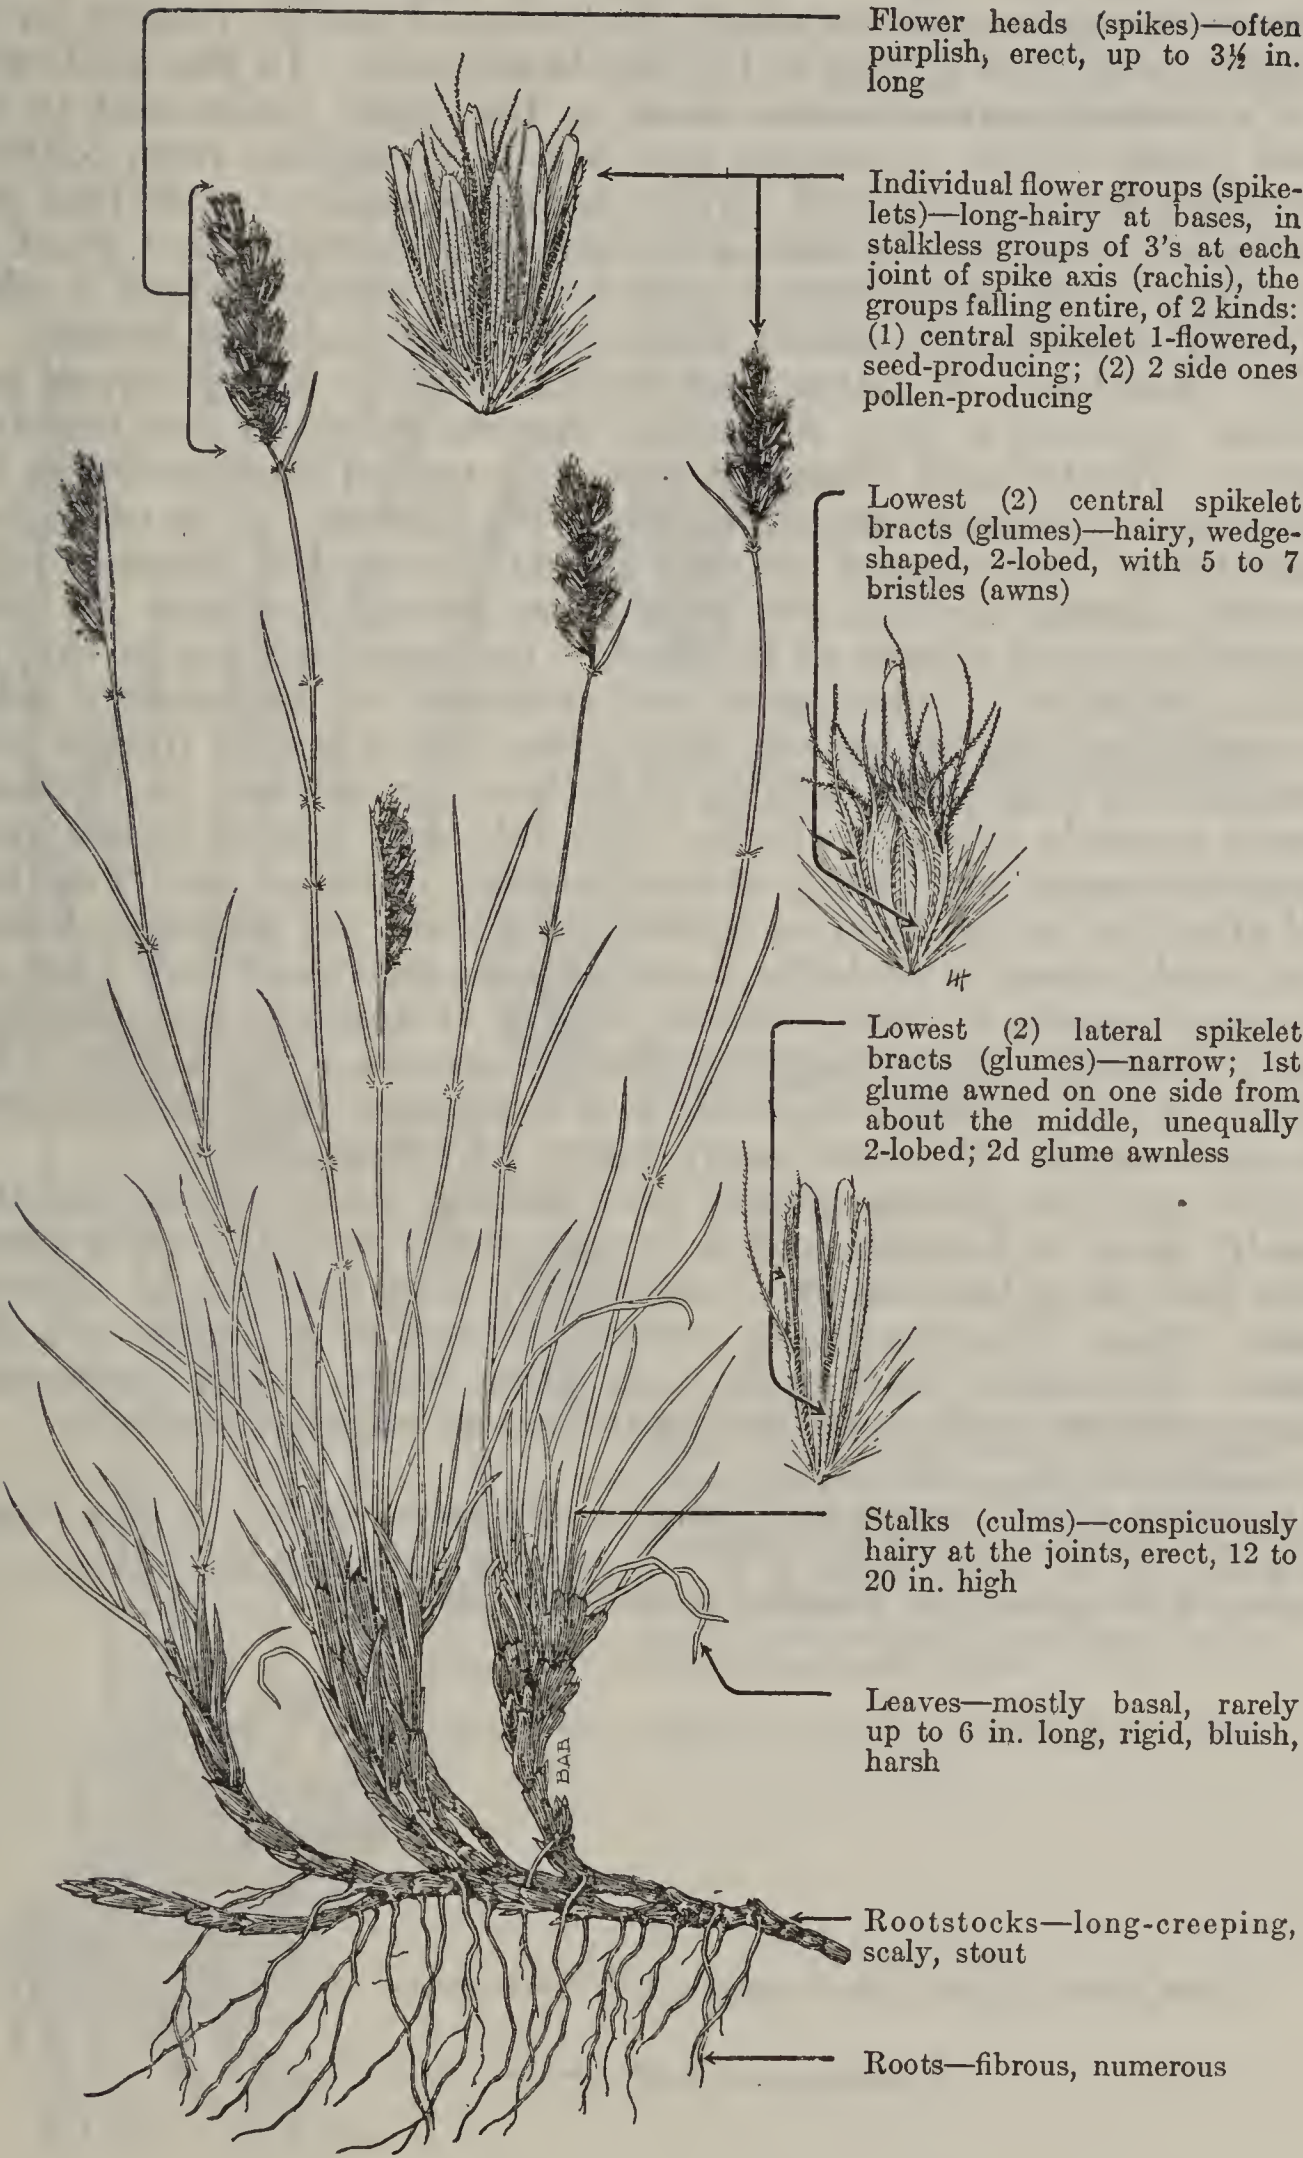 Flower heads (spikes)—often
purplish, erect, up to 3½ in.
long
Individual flower groups (spike-
lets)—long-hairy at bases, in
stalkless groups of 3's at each
joint of spike axis (rachis), the
groups falling entire, of 2 kinds:
(1) central spikelet 1-flowered,
seed-producing; (2) 2 side ones
pollen-producing
Lowest (2) central spikelet
bracts (glumes)—hairy, wedge-
shaped, 2-lobed, with 5 to 7
bristles (awns)
Lowest (2) lateral spikelet
bracts (glumes)—narrow; 1st
glume awned on one side from
about the middle, unequally
2-lobed; 2d glume awnless
Stalks (culms)—conspicuously
hairy at the joints, erect, 12 to
20 in. high
Leaves—mostly basal, rarely
up to 6 in. long, rigid, bluish,
harsh
BAB
Rootstocks—long-creeping,
scaly, stout
Roots—fibrous, numerous